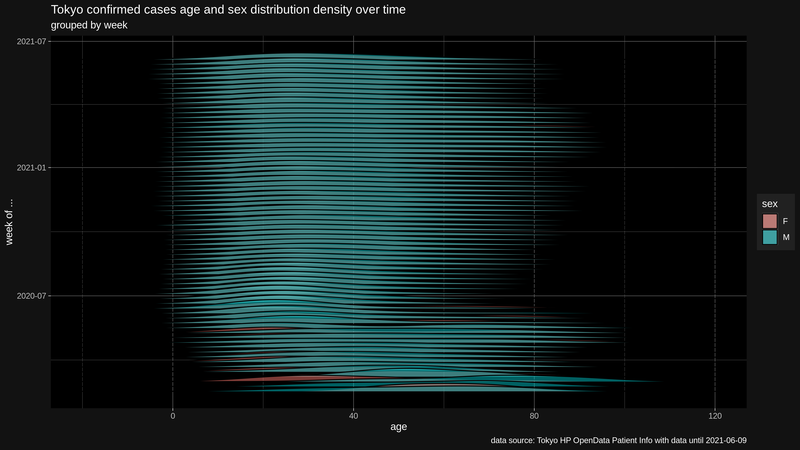 Tokyo confirmed cases age and sex distribution density over time
grouped by week
2021-07
2021-01
2020-07
week of ...
0
40
80
120
age
sex
F
M
data source: Tokyo HP OpenData Patient Info with data until 2021-06-09